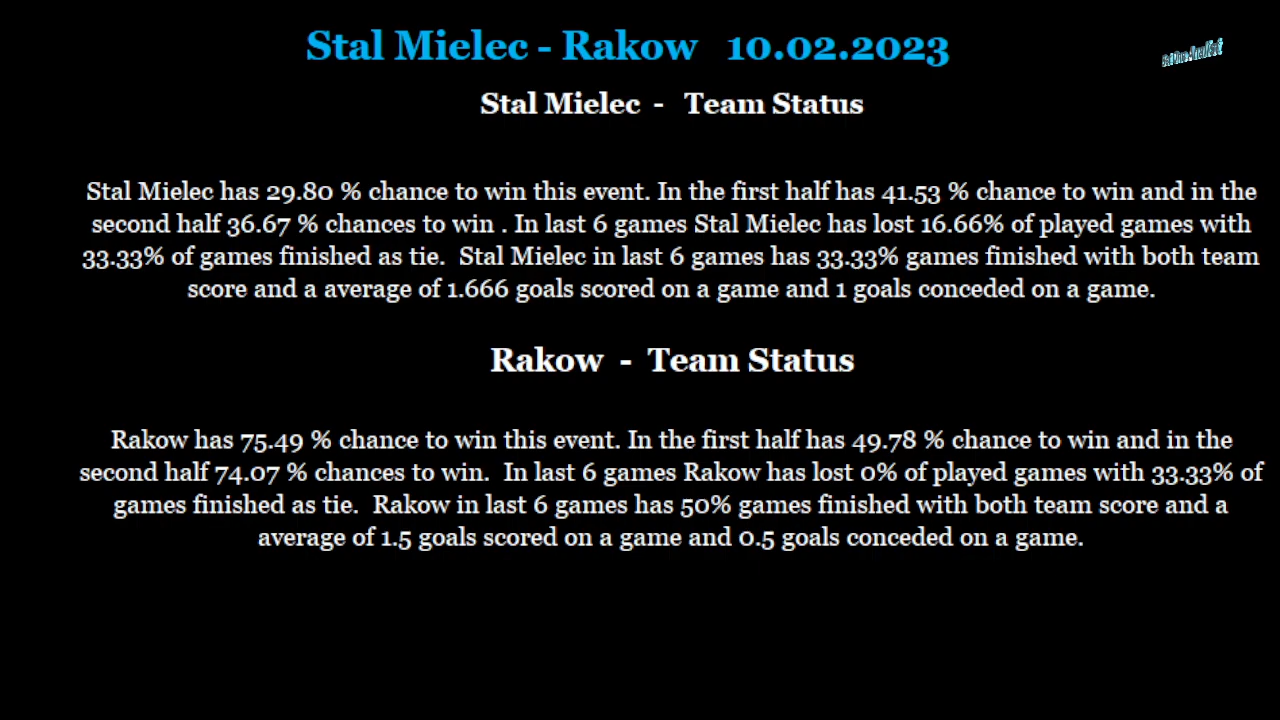 Stal Mielec - Rakow 10.02.2023
Bet One Analist
Stal Mielec - Team Status
Stal Mielec has 29.80 % chance to win this event. In the first half has 41.53 % chance to win and in the
second half 36.67 % chances to win . In last 6 games Stal Mielec has lost 16.66% of played games with
33.33% of games finished as tie. Stal Mielec in last 6 games has 33.33% games finished with both team
score and a average of 1.666 goals scored on a game and 1 goals conceded on a game.
Rakow - Team Status
Rakow has 75.49 % chance to win this event. In the first half has 49.78 % chance to win and in the
second half 74.07 % chances to win. In last 6 games Rakow has lost 0% of played games with 33.33% of
games finished as tie. Rakow in last 6 games has 50% games finished with both team score and a
average of 1.5 goals scored on a game and 0.5 goals conceded on a game.